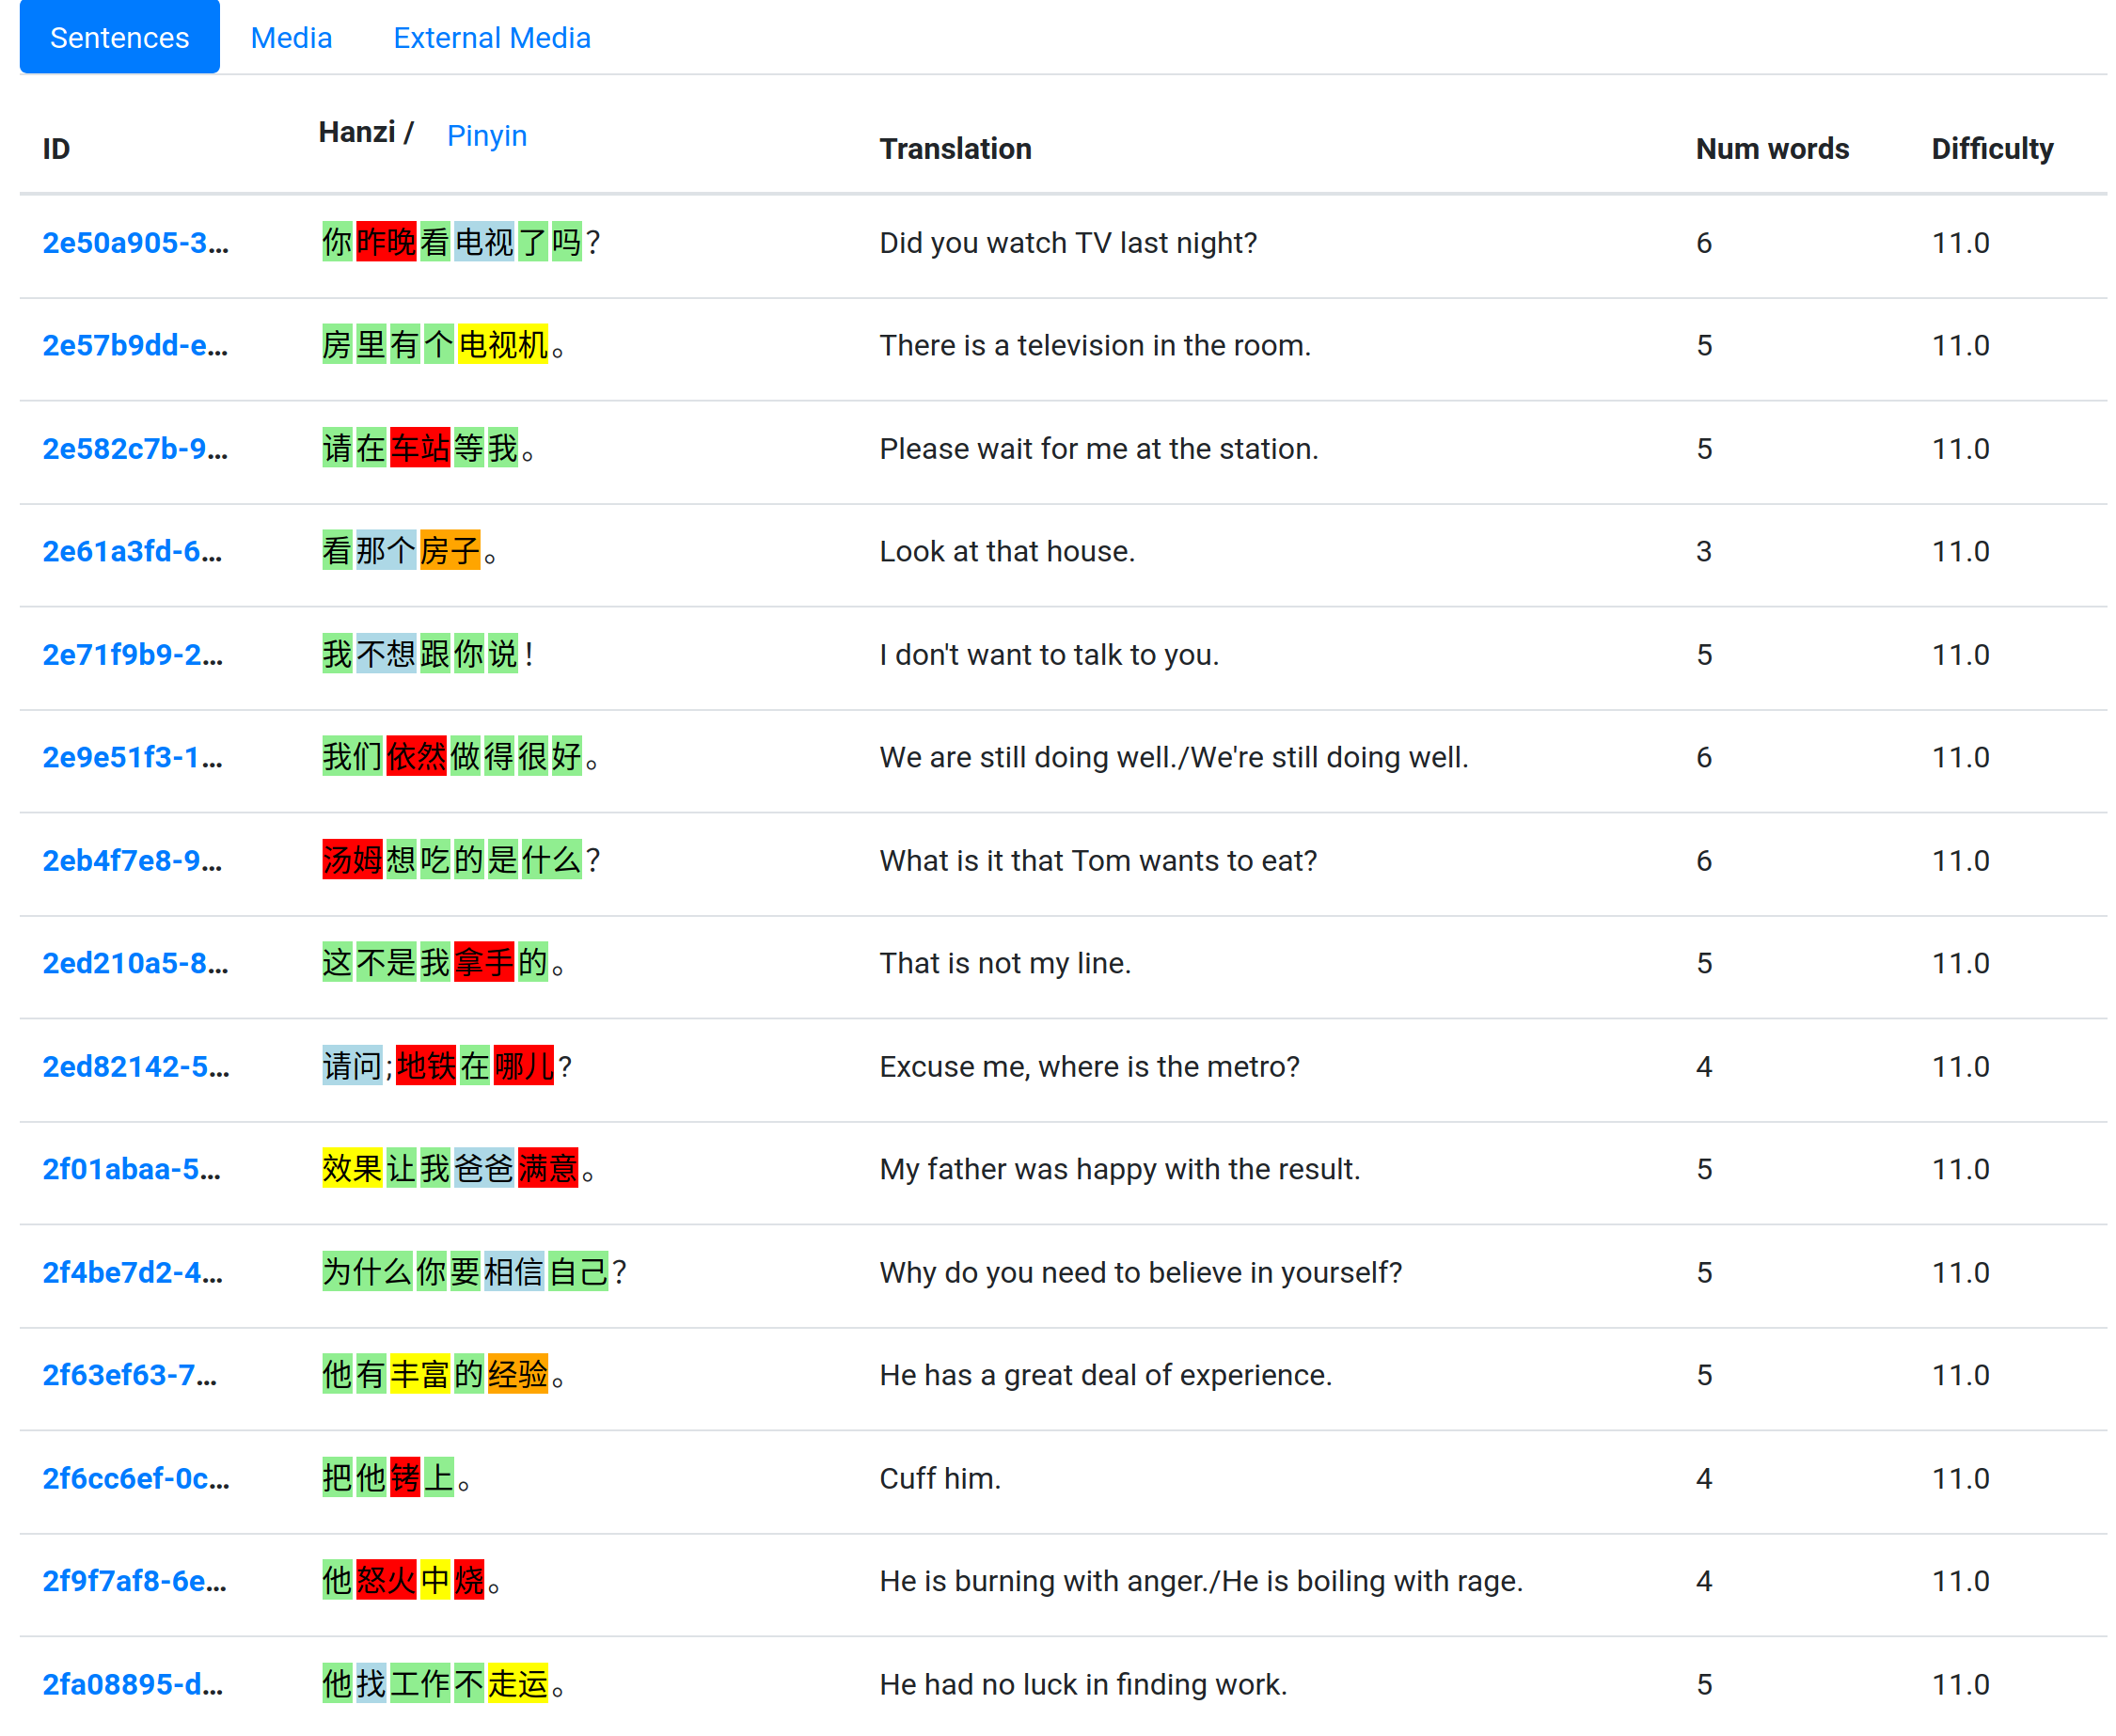 Sentences Media External Media
ID Hanzi / Pinyin Translation Num words Difficulty
2e50a905-3... 你昨晚看电视了吗? Did you watch TV last night? 6 11.0
2e57b9dd-e... 房里有个电视机。 There is a television in the room. 5 11.0
2e582c7b-9... 请在车站等我。 Please wait for me at the station. 5 11.0
2e61a3fd-6... 看那个房子。 Look at that house. 3 11.0
2e71f9b9-2... 我不想跟你说! I don't want to talk to you. 5 11.0
2e9e51f3-1... 我们依然做得很好。 We are still doing well./We're still doing well. 6 11.0
2eb4f7e8-9... 汤姆想吃的是什么? What is it that Tom wants to eat? 6 11.0
2ed210a5-8... 这不是我拿手的。 That is not my line. 5 11.0
2ed82142-5... 请问;地铁在哪儿? Excuse me, where is the metro? 4 11.0
2f01abaa-5... 效果让我爸爸满意。 My father was happy with the result. 5 11.0
2f4be7d2-4... 为什么你要相信自己? Why do you need to believe in yourself? 5 11.0
2f63ef63-7... 他有丰富的经验。 He has a great deal of experience. 5 11.0
2f6cc6ef-0c... 把他铐上。 Cuff him. 4 11.0
2f9f7af8-6e... 他怒火中烧。 He is burning with anger./He is boiling with rage. 4 11.0
2fa08895-d... 他找工作不走运。 He had no luck in finding work. 5 11.0